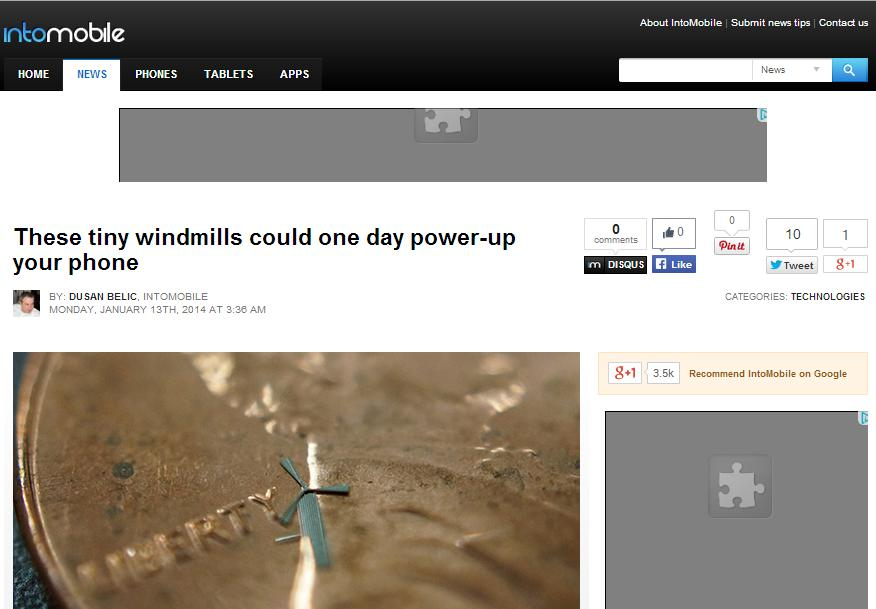 intomobile
About IntoMobile | Submit news tips | Contact us
HOME NEWS PHONES TABLETS APPS
News
These tiny windmills could one day power-up
your phone
0
comments
im DISQUS
0
Like
0
Pinit
10
Tweet
1
g+1
BY: DUSAN BELIC, INTOMOBILE
MONDAY, JANUARY 13TH, 2014 AT 3:36 AM
CATEGORIES: TECHNOLOGIES
g+1 3.5k Recommend IntoMobile on Google
LIBERTY